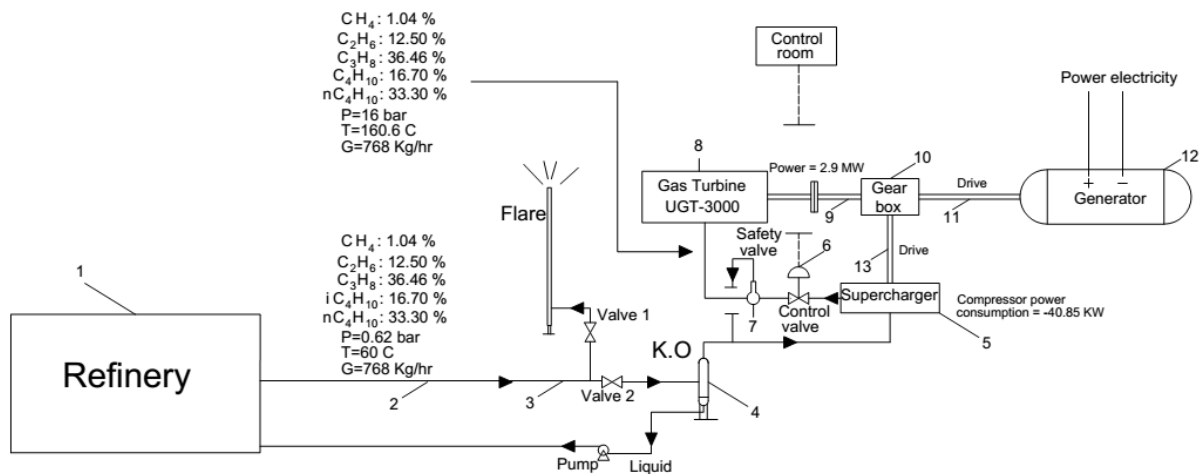 CH4: 1.04 %
C2H6: 12.50 %
C3H8: 36.46 %
C4H10: 16.70 %
nC4H10: 33.30 %
P=16 bar
T=160.6 C
G=768 Kg/hr
Control
room
Power electricity
8
Power = 2.9 MW
10
12
Gas Turbine
UGT-3000
Gear
box
Drive
+ −
Generator
9
11
Flare
Safety
valve
6
13
Drive
CH4: 1.04 %
C2H6: 12.50 %
C3H8: 36.46 %
i C4H10: 16.70 %
nC4H10: 33.30 %
P=0.62 bar
T=60 C
G=768 Kg/hr
1
Refinery
Valve 1
7
Control
valve
Supercharger
Compressor power
consumption = -40.85 KW
5
K.O
2
3
Valve 2
4
Pump
Liquid